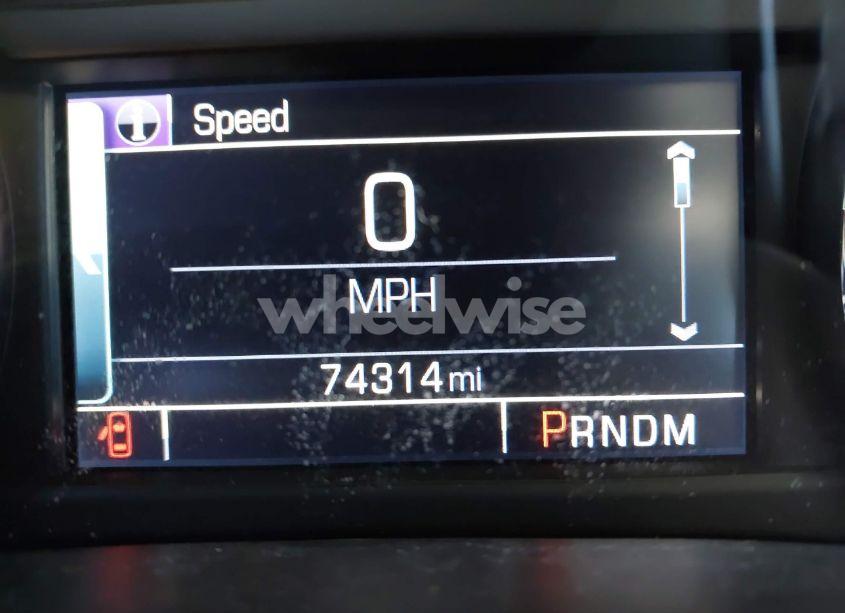 Speed
0
MPH
wheelwise
74314 mi
PRNDM